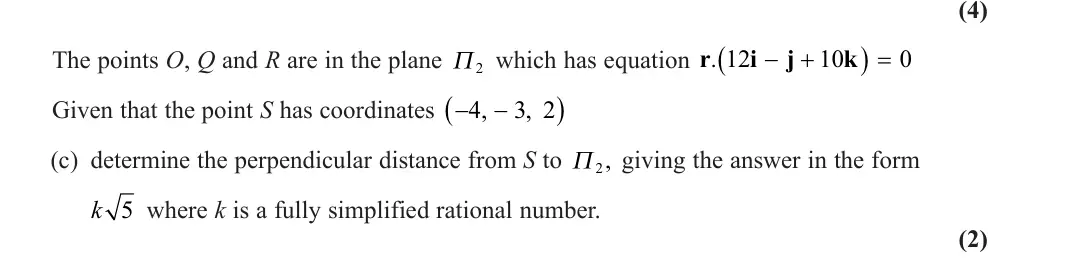 (4)
The points O, Q and R are in the plane Π₂ which has equation r.(12i − j + 10k) = 0
Given that the point S has coordinates (−4, − 3, 2)
(c) determine the perpendicular distance from S to Π₂, giving the answer in the form
k√5 where k is a fully simplified rational number.
(2)